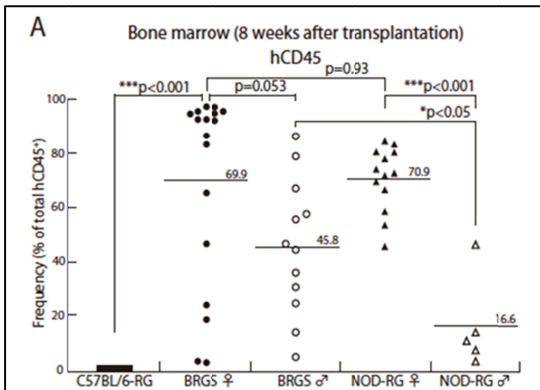 A
Bone marrow (8 weeks after transplantation)
hCD45
p=0.93
***p<0.001 p=0.053 ***p<0.001
*p<0.05
Frequency (% of total hCD45⁺)
100
80
60
40
20
0
69.9
45.8
70.9
16.6
C57BL/6-RG BRGS ♀ BRGS ♂ NOD-RG ♀ NOD-RG ♂